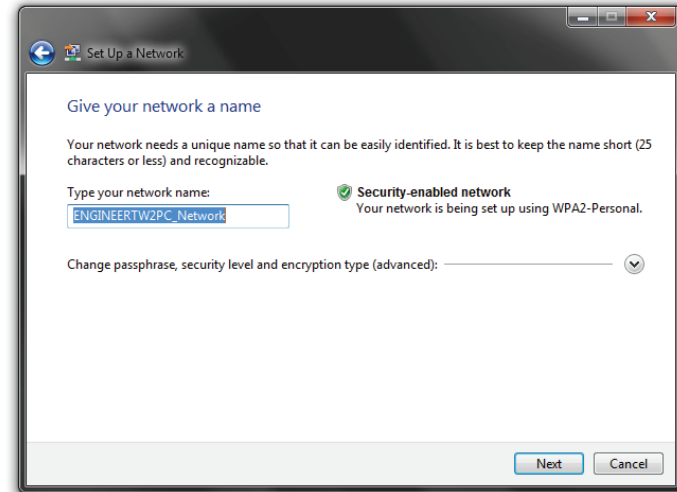 Set Up a Network
Give your network a name
Your network needs a unique name so that it can be easily identified. It is best to keep the name short (25
characters or less) and recognizable.
Type your network name:
ENGINEERTW2PC_Network
Security-enabled network
Your network is being set up using WPA2-Personal.
Change passphrase, security level and encryption type (advanced):
Next
Cancel